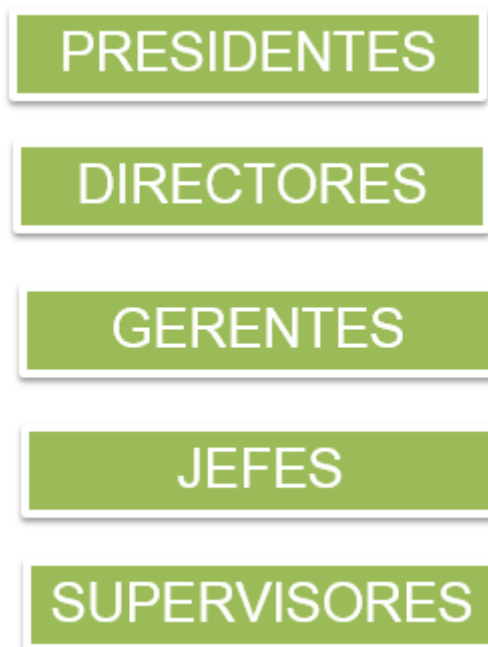 PRESIDENTES
DIRECTORES
GERENTES
JEFES
SUPERVISORES